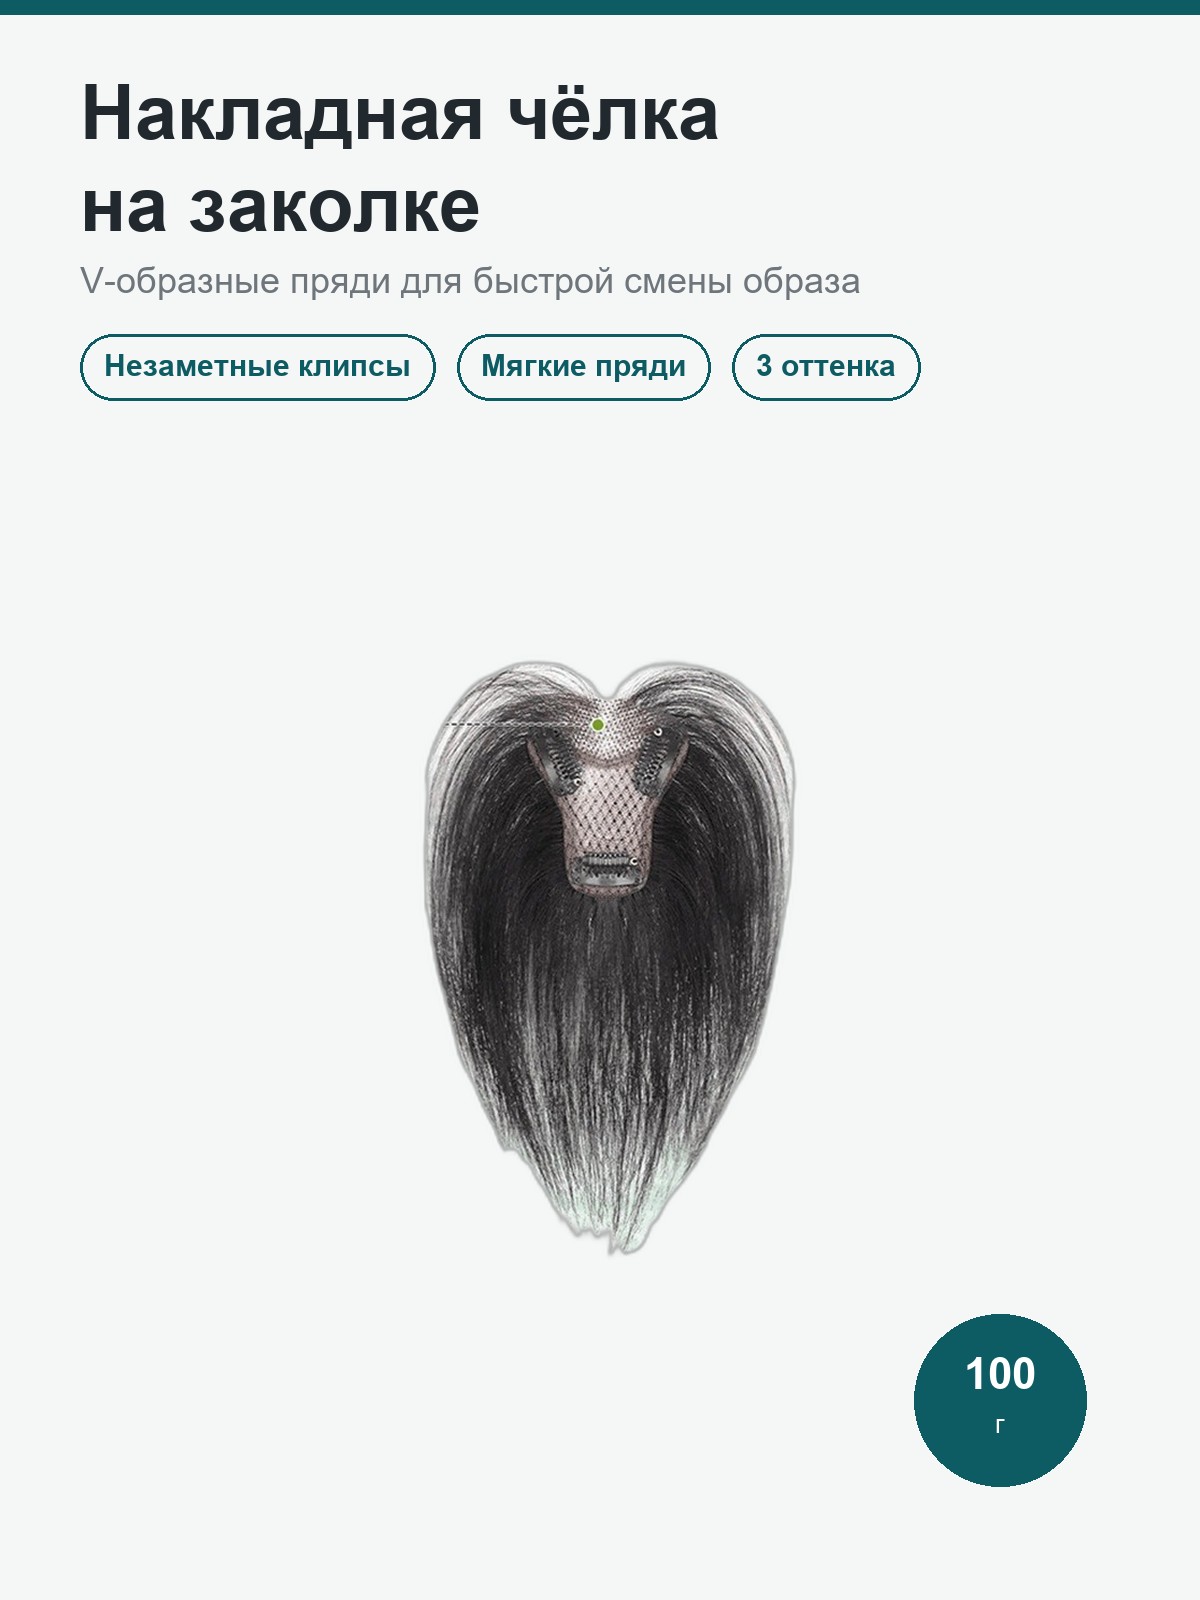 Накладная чёлка
на заколке
V-образные пряди для быстрой смены образа
Незаметные клипсы
Мягкие пряди
3 оттенка
100
г